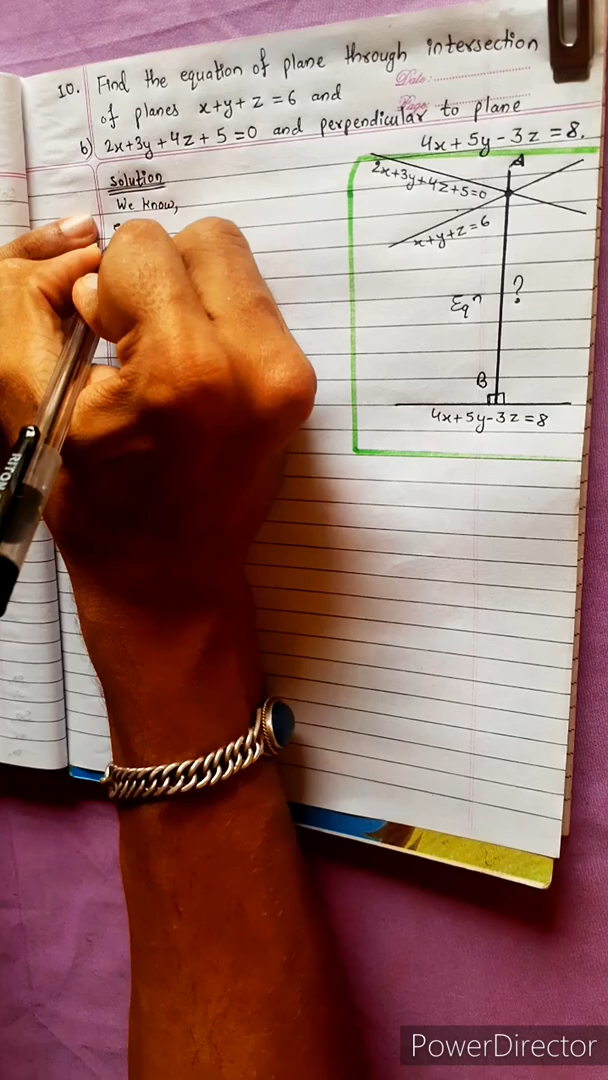 10. Find the equation of plane through intersection
of planes x+y+z=6 and
b) 2x+3y+4z+5=0 and perpendicular to plane
4x+5y-3z=8.
Date:
Page:
Solution
We know,
A
2x+3y+4z+5=0
x+y+z=6
Eqn ?
B
4x+5y-3z=8
PowerDirector